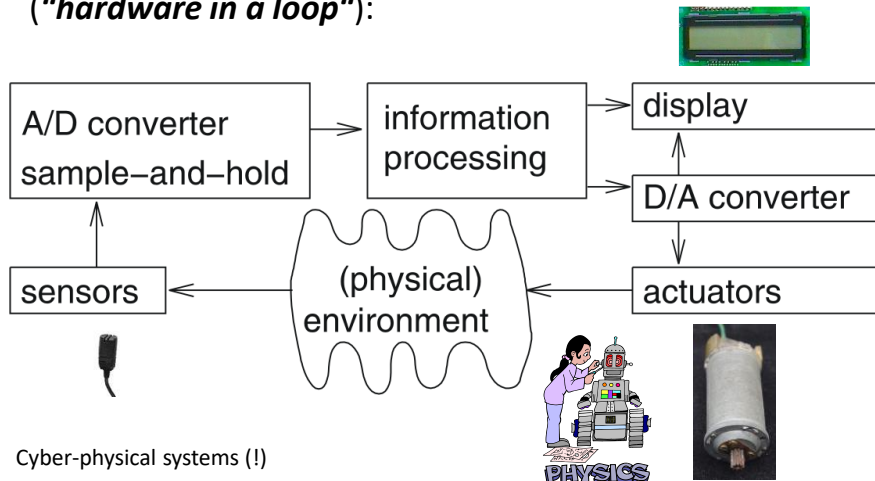 ("hardware in a loop"):
A/D converter
sample–and–hold
information
processing
display
D/A converter
sensors
(physical)
environment
actuators
Cyber-physical systems (!)
PHYSICS